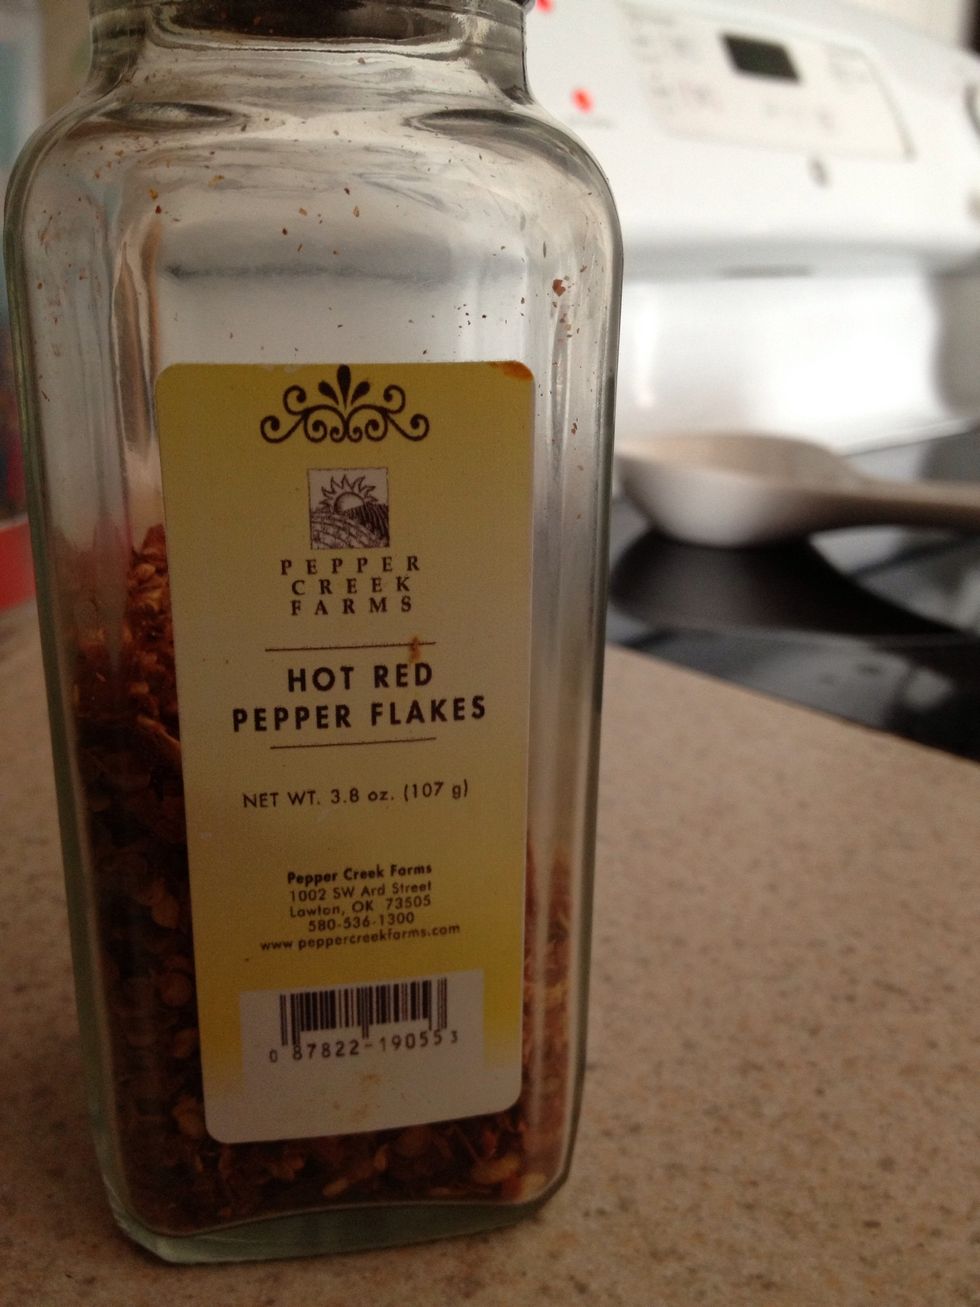 PEPPER
CREEK
FARMS
HOT RED
PEPPER FLAKES
NET WT. 3.8 oz. (107 g)
Pepper Creek Farms
1002 SW Ard Street
Lawton, OK 73505
580-536-1300
www.peppercreekfarms.com
0 87822-19055 3